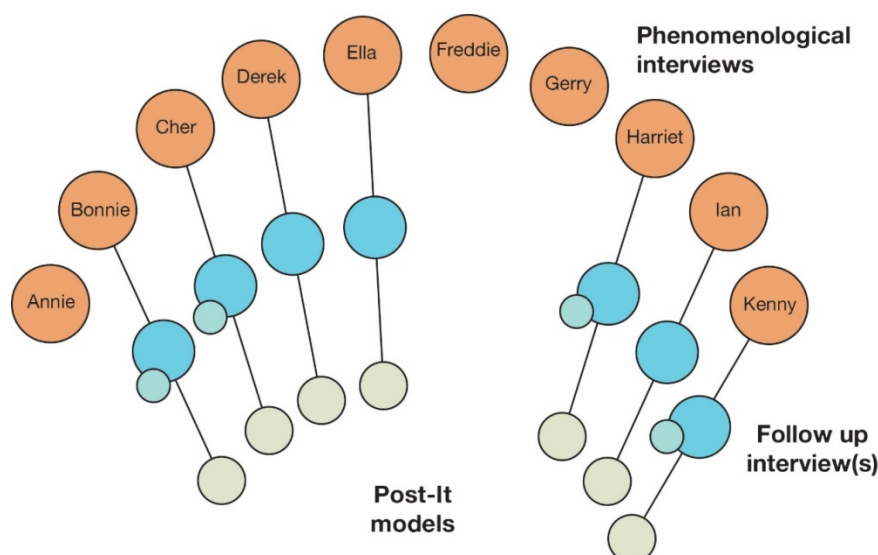 Phenomenological
interviews
Ella
Freddie
Derek
Gerry
Cher
Harriet
Bonnie
Ian
Annie
Kenny
Follow up
interview(s)
Post-It
models